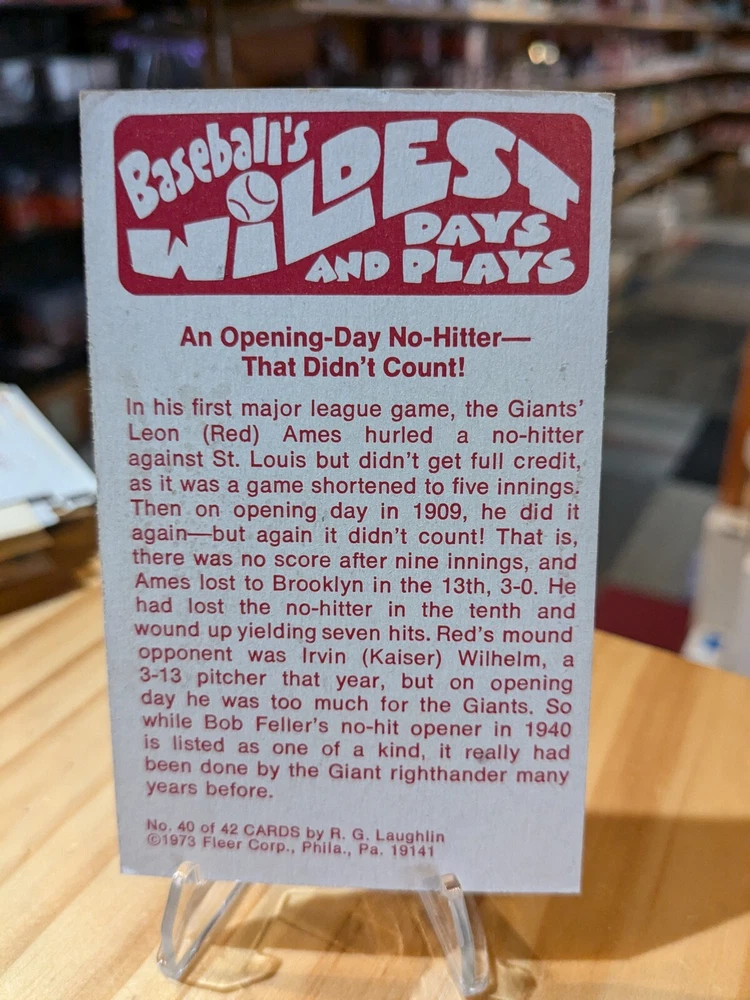 Baseball's
WiLDEST
DAYS
AND PLAYS
An Opening-Day No-Hitter—
That Didn't Count!
In his first major league game, the Giants'
Leon (Red) Ames hurled a no-hitter
against St. Louis but didn't get full credit,
as it was a game shortened to five innings.
Then on opening day in 1909, he did it
again—but again it didn't count! That is,
there was no score after nine innings, and
Ames lost to Brooklyn in the 13th, 3-0. He
had lost the no-hitter in the tenth and
wound up yielding seven hits. Red's mound
opponent was Irvin (Kaiser) Wilhelm, a
3-13 pitcher that year, but on opening
day he was too much for the Giants. So
while Bob Feller's no-hit opener in 1940
is listed as one of a kind, it really had
been done by the Giant righthander many
years before.
No. 40 of 42 CARDS by R. G. Laughlin
©1973 Fleer Corp., Phila., Pa. 19141